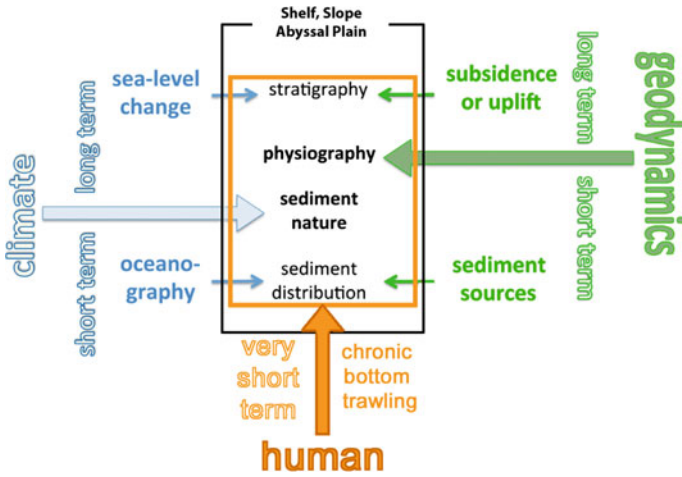 Shelf, Slope
Abyssal Plain
sea-level
change
stratigraphy
subsidence
or uplift
long term
geodynamics
physiography
climate
long term
sediment
nature
short term
short term
oceano-
graphy
sediment
distribution
sediment
sources
very
short
term
chronic
bottom
trawling
human